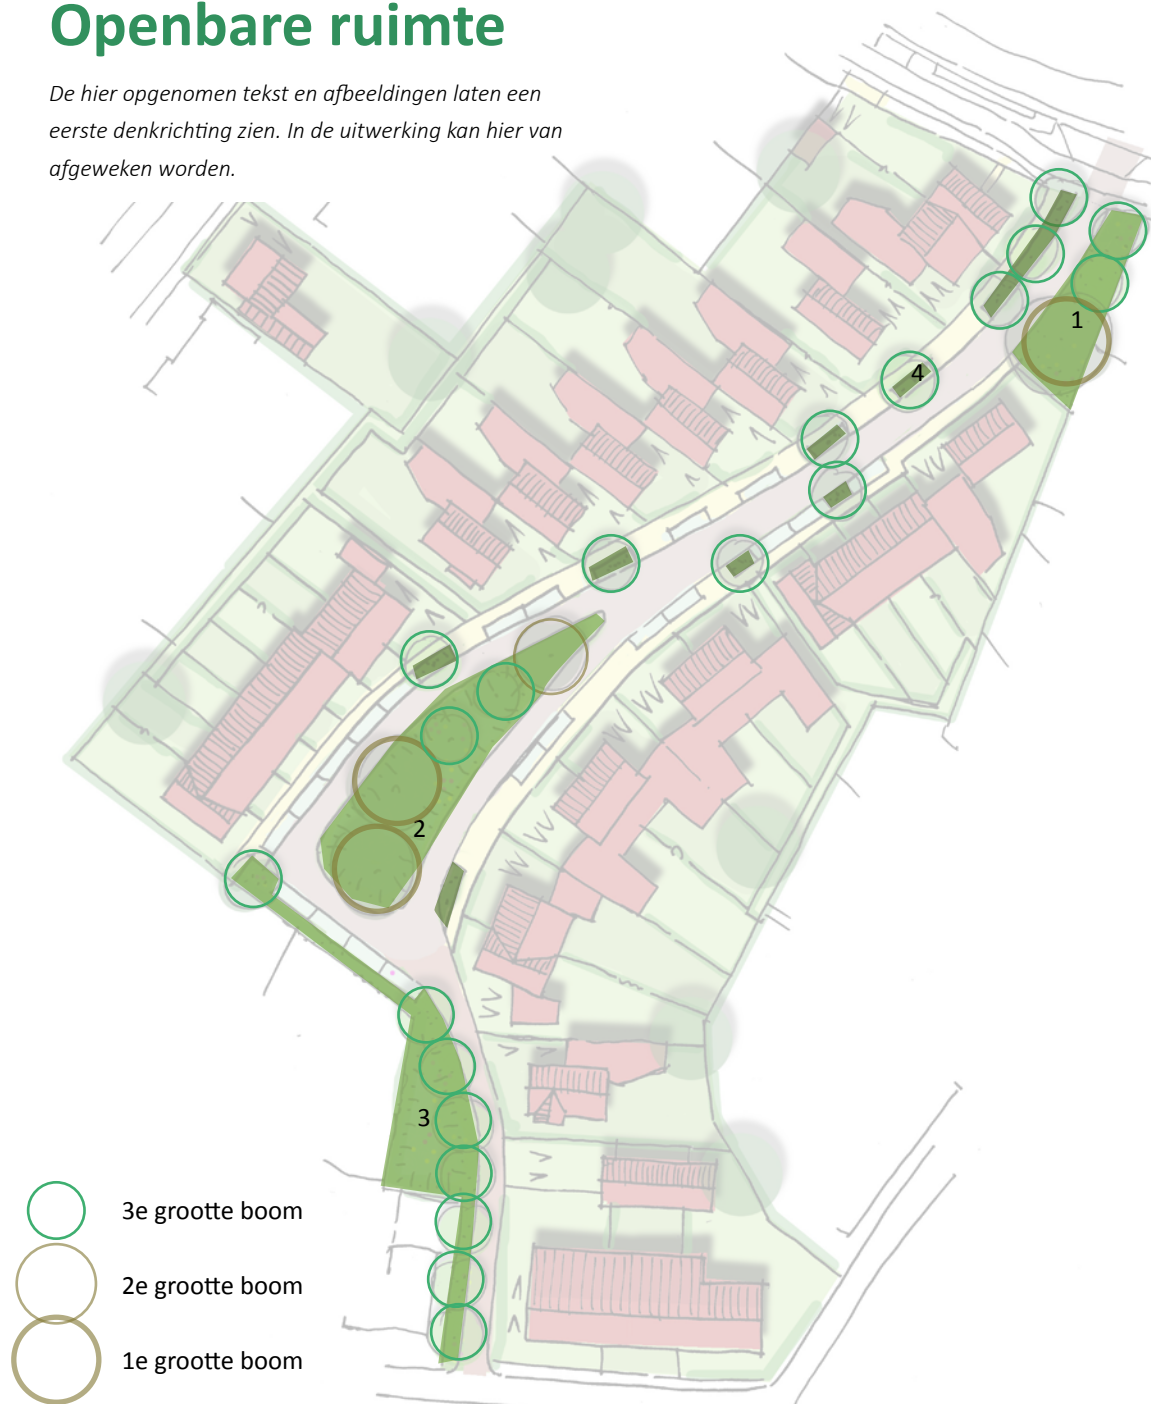 Openbare ruimte
De hier opgenomen tekst en afbeeldingen laten een
eerste denkrichting zien. In de uitwerking kan hier van
afgeweken worden.
1
4
2
3
3e grootte boom
2e grootte boom
1e grootte boom